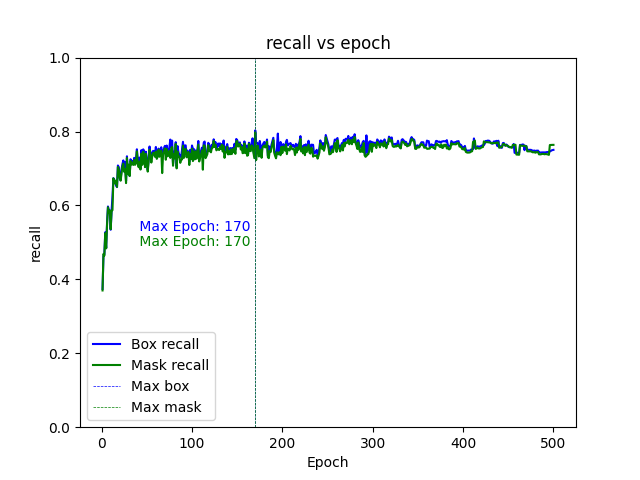 recall vs epoch
1.0
0.8
0.6
0.4
0.2
0.0
recall
Max Epoch: 170
Max Epoch: 170
Box recall
Mask recall
Max box
Max mask
0 100 200 300 400 500
Epoch